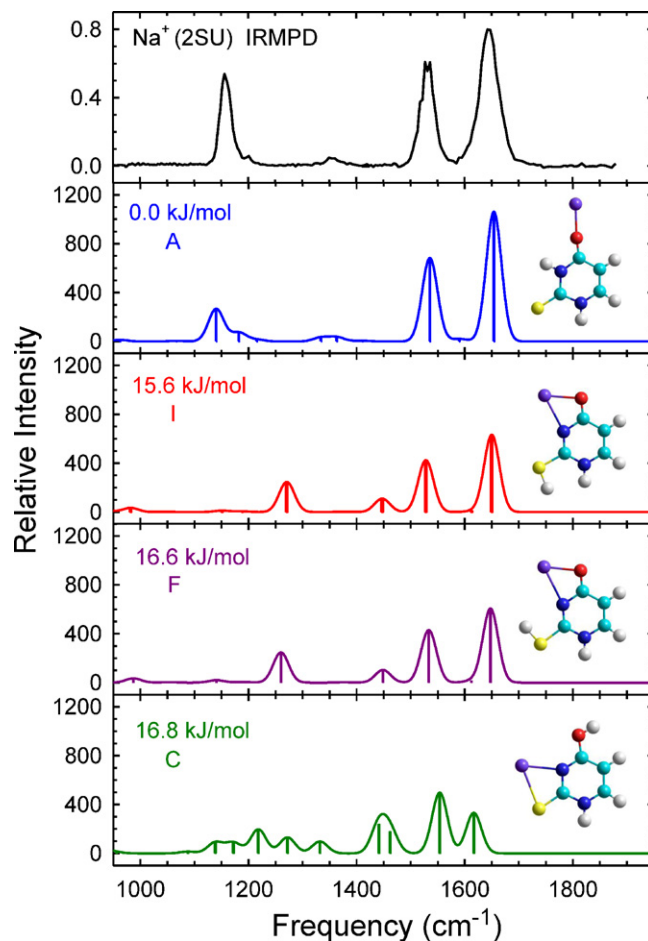 Na⁺(2SU) IRMPD
0.8
0.4
0.0
1200
0.0 kJ/mol
A
800
400
0
1200
15.6 kJ/mol
I
800
400
0
1200
16.6 kJ/mol
F
800
400
0
1200
16.8 kJ/mol
C
800
400
0
Relative Intensity
1000 1200 1400 1600 1800
Frequency (cm⁻¹)